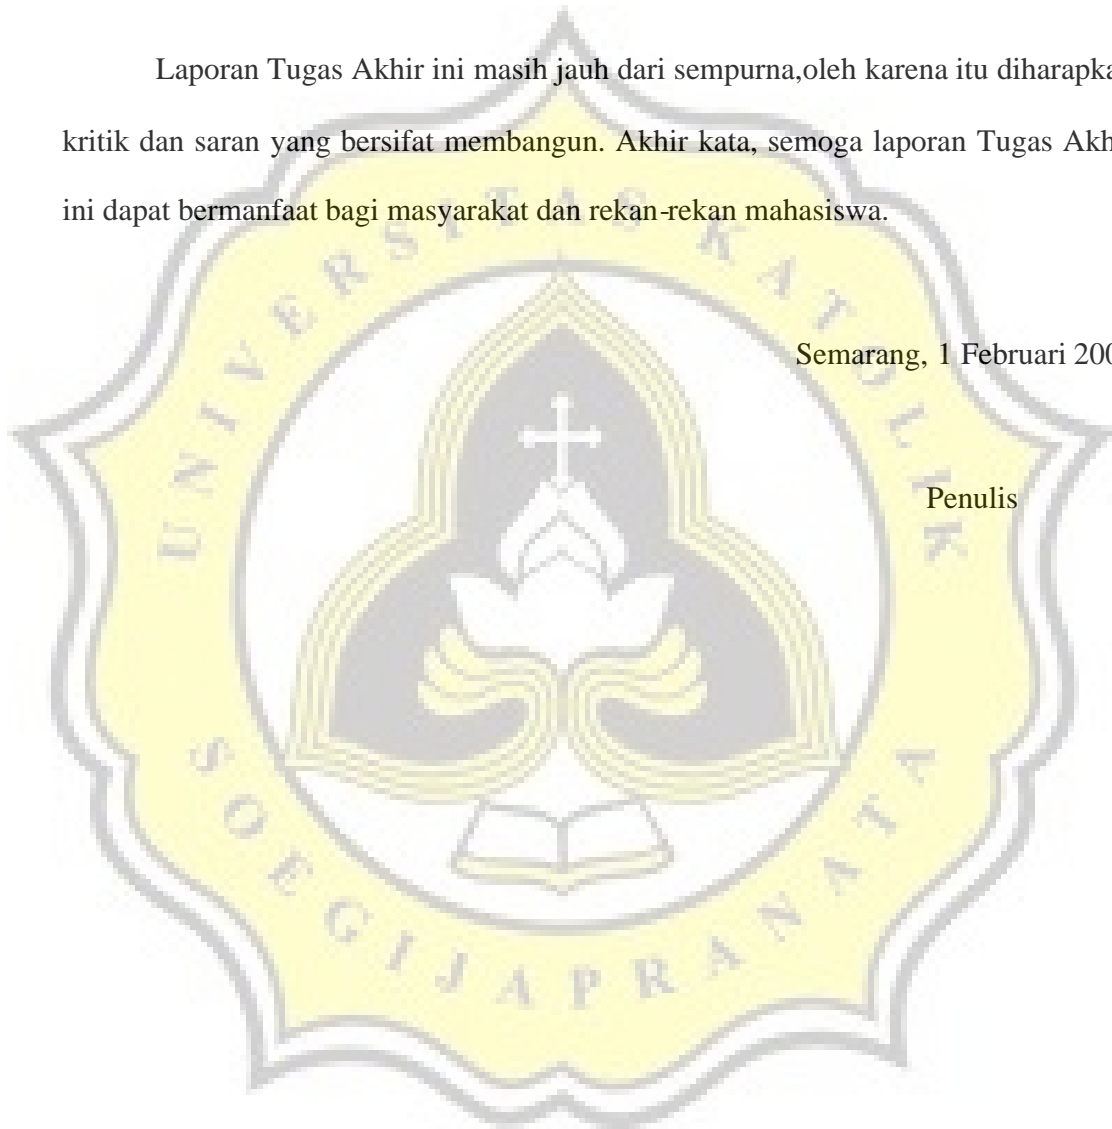 Laporan Tugas Akhir ini masih jauh dari sempurna,oleh karena itu diharapka
kritik dan saran yang bersifat membangun. Akhir kata, semoga laporan Tugas Akh
ini dapat bermanfaat bagi masyarakat dan rekan-rekan mahasiswa.
Semarang, 1 Februari 200
Penulis
UNIVERSITAS KATOLIK
SOEGIJAPRANATA